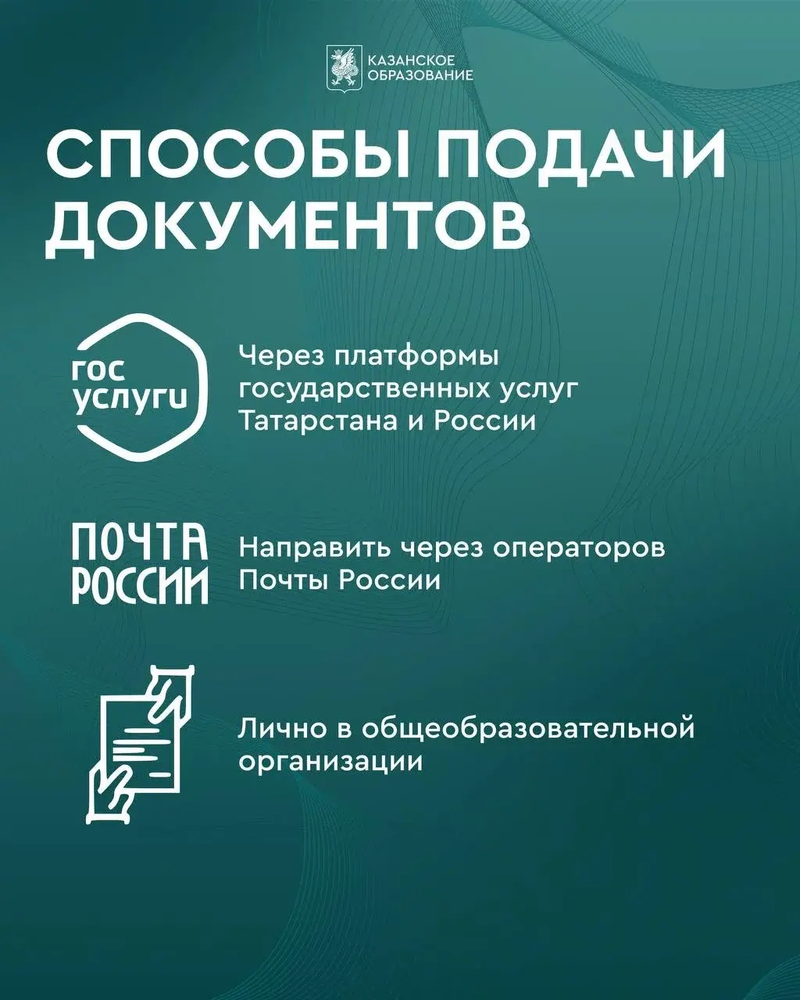 КАЗАНСКОЕ
ОБРАЗОВАНИЕ
СПОСОБЫ ПОДАЧИ
ДОКУМЕНТОВ
гос
услуги
Через платформы
государственных услуг
Татарстана и России
ПОЧТА
РОССИИ
Направить через операторов
Почты России
Лично в общеобразовательной
организации